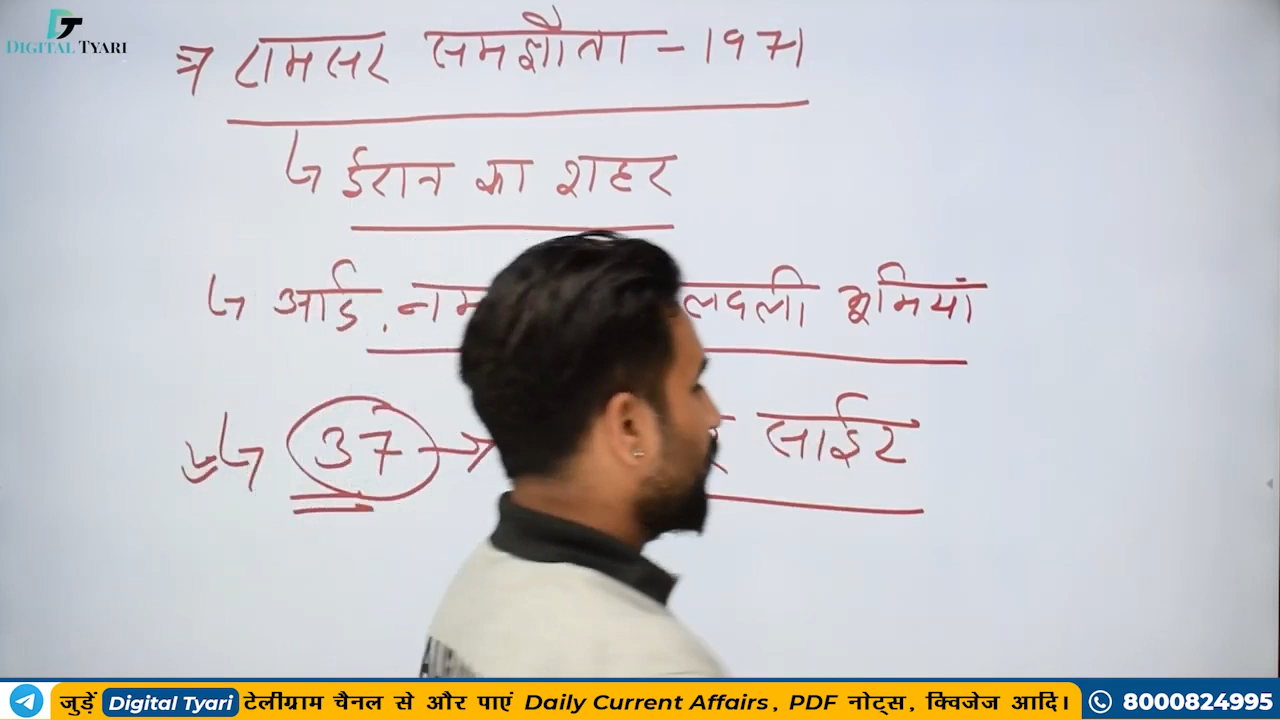 DIGITAL TYARI
⇒ रामसर समझौता - 1971
↳ ईरान का शहर
↳ आर्द्र, नम लदली भूमियां
↳ 37 → साईट
जुड़ें Digital Tyari टेलीग्राम चैनल से और पाएं Daily Current Affairs, PDF नोट्स, क्विजेज आदि। 8000824995